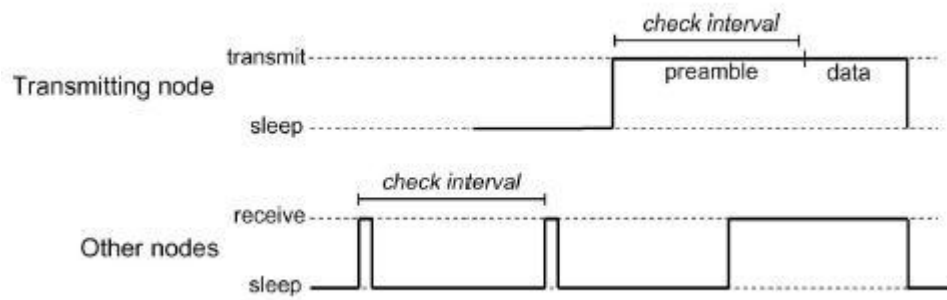 check interval
transmit
preamble
data
Transmitting node
sleep
check interval
receive
Other nodes
sleep